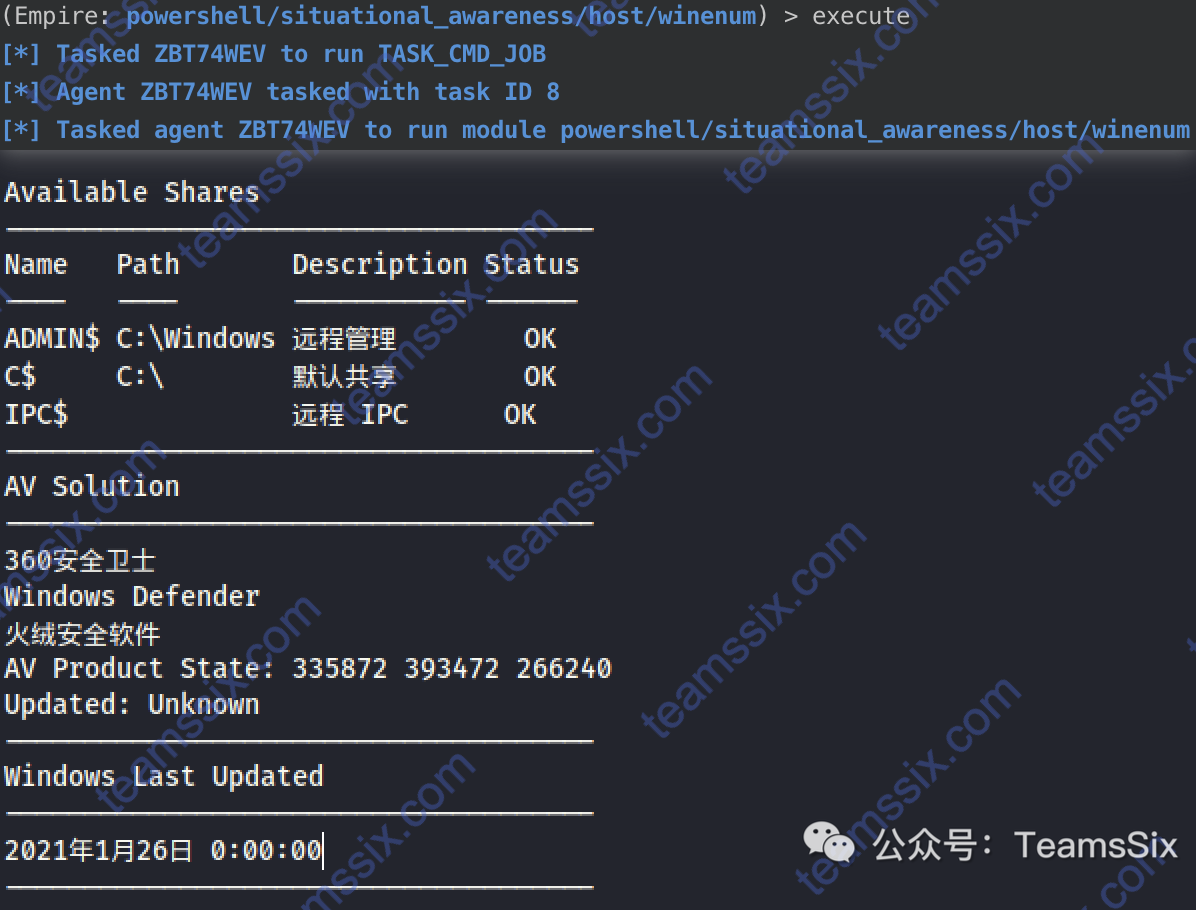 (Empire: powershell/situational_awareness/host/winenum) > execute
[*] Tasked ZBT74WEV to run TASK_CMD_JOB
[*] Agent ZBT74WEV tasked with task ID 8
[*] Tasked agent ZBT74WEV to run module powershell/situational_awareness/host/winenum
Available Shares
Name Path Description Status
ADMIN$ C:\Windows 远程管理 OK
C$ C:\ 默认共享 OK
IPC$ 远程 IPC OK
AV Solution
360安全卫士
Windows Defender
火绒安全软件
AV Product State: 335872 393472 266240
Updated: Unknown
Windows Last Updated
2021年1月26日 0:00:00
公众号：TeamsSix
teamssix.com